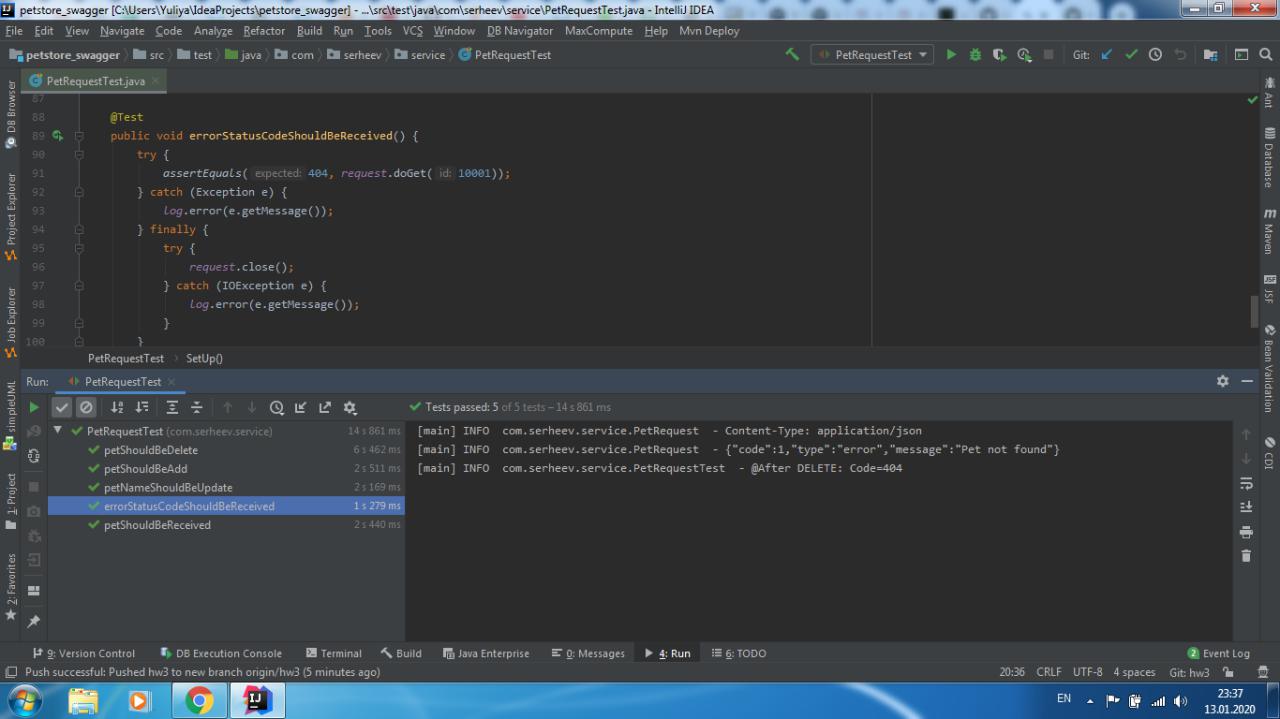 petstore_swagger [C:\Users\Yuliya\IdeaProjects\petstore_swagger] - ...\src\test\java\com\serheev\service\PetRequestTest.java - IntelliJ IDEA
File Edit View Navigate Code Analyze Refactor Build Run Tools VCS Window DB Navigator MaxCompute Help Mvn Deploy
petstore_swagger src test java com serheev service PetRequestTest PetRequestTest Git:
PetRequestTest.java
87
88 @Test
89 public void errorStatusCodeShouldBeReceived() {
90 try {
91 assertEquals( expected: 404, request.doGet( id: 10001));
92 } catch (Exception e) {
93 log.error(e.getMessage());
94 } finally {
95 try {
96 request.close();
97 } catch (IOException e) {
98 log.error(e.getMessage());
99 }
100 }
PetRequestTest SetUp()
Run: PetRequestTest
Tests passed: 5 of 5 tests – 14 s 861 ms
PetRequestTest (com.serheev.service) 14 s 861 ms
petShouldBeDelete 6 s 462 ms
petShouldBeAdd 2 s 511 ms
petNameShouldBeUpdate 2 s 169 ms
errorStatusCodeShouldBeReceived 1 s 279 ms
petShouldBeReceived 2 s 440 ms
[main] INFO com.serheev.service.PetRequest - Content-Type: application/json
[main] INFO com.serheev.service.PetRequest - {"code":1,"type":"error","message":"Pet not found"}
[main] INFO com.serheev.service.PetRequestTest - @After DELETE: Code=404
DB Browser
Project Explorer
Job Explorer
simpleUML
1: Project
2: Favorites
Ant
Database
Maven
JSF
Bean Validation
CDI
9: Version Control DB Execution Console Terminal Build Java Enterprise 0: Messages 4: Run 6: TODO 2 Event Log
Push successful: Pushed hw3 to new branch origin/hw3 (5 minutes ago) 20:36 CRLF UTF-8 4 spaces Git: hw3
EN 23:37
13.01.2020